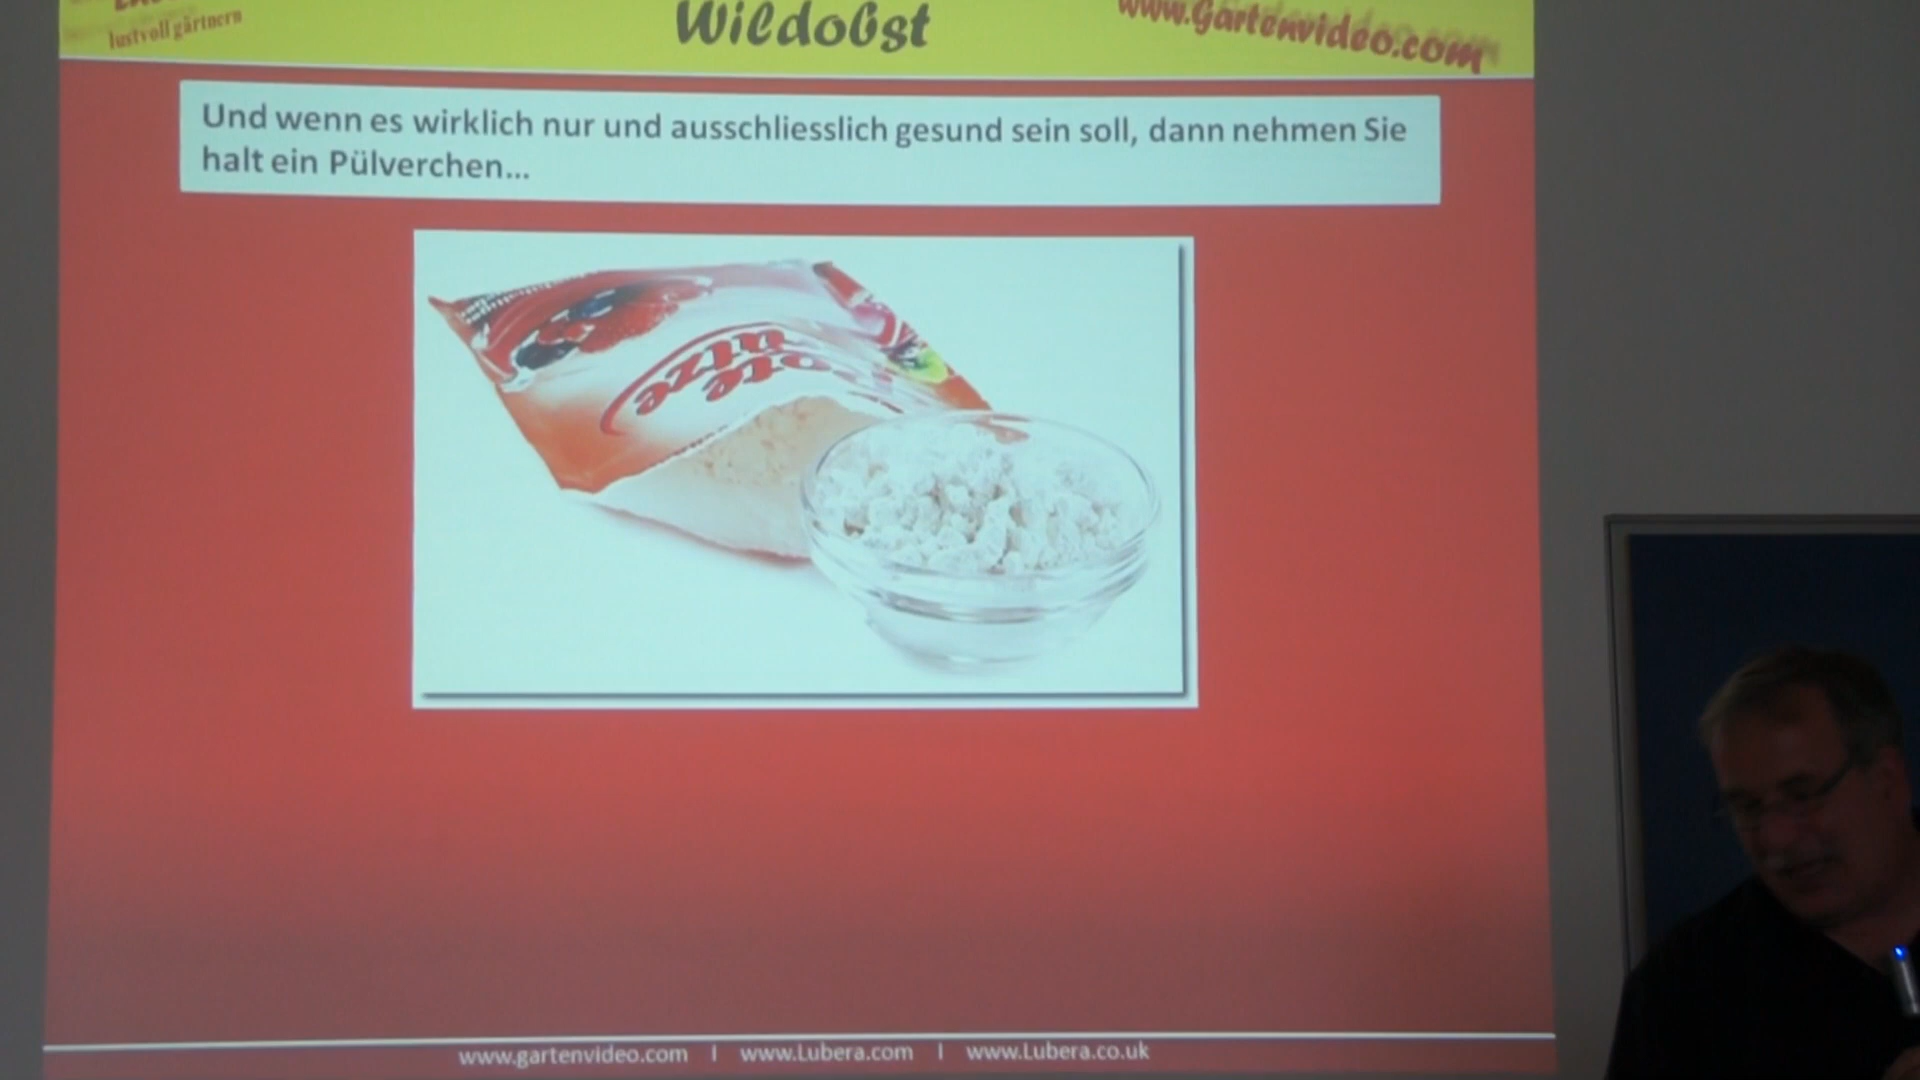 lustvoll gärtnern
Wildobst
www.Gartenvideo.com
Und wenn es wirklich nur und ausschliesslich gesund sein soll, dann nehmen Sie
halt ein Pülverchen...
www.gartenvideo.com | www.Lubera.com | www.Lubera.co.uk